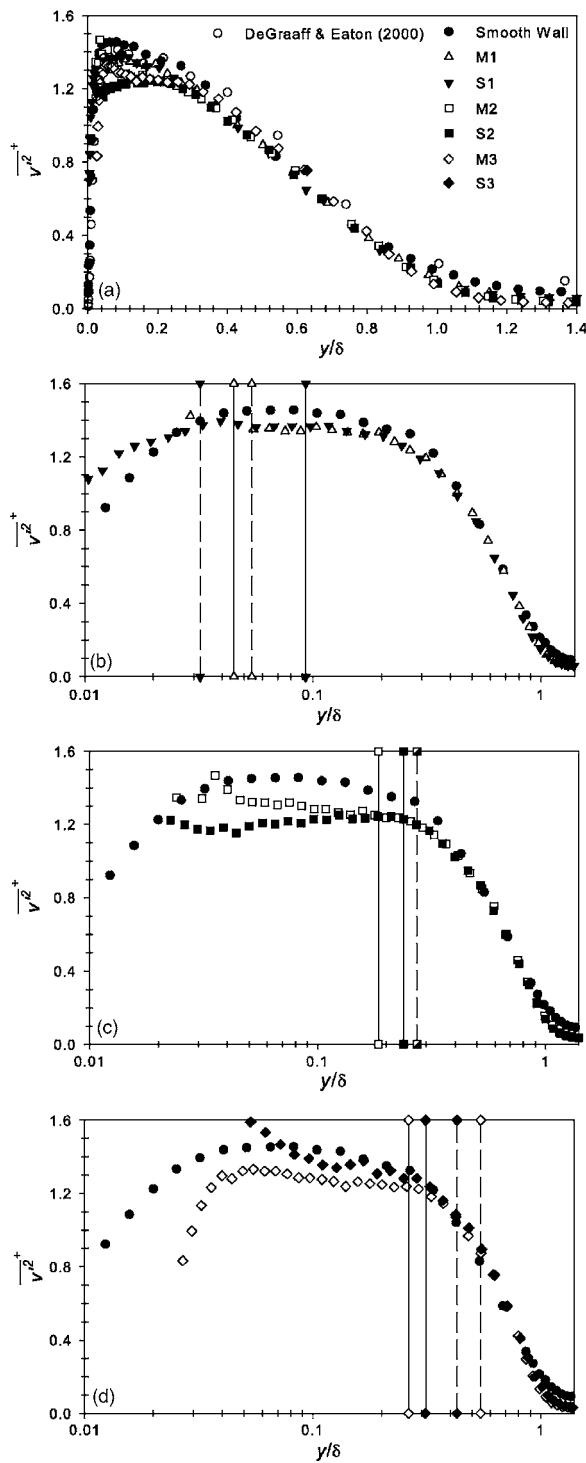 DeGraaff & Eaton (2000)
Smooth Wall
M1
S1
M2
S2
M3
S3
1.6
1.2
0.8
0.4
0.0
v'2+
(a)
0.0 0.2 0.4 0.6 0.8 1.0 1.2 1.4
y/δ
1.6
1.2
0.8
0.4
0.0
v'2+
(b)
0.01 0.1 1
y/δ
1.6
1.2
0.8
0.4
0.0
v'2+
(c)
0.01 0.1 1
y/δ
1.6
1.2
0.8
0.4
0.0
v'2+
(d)
0.01 0.1 1
y/δ